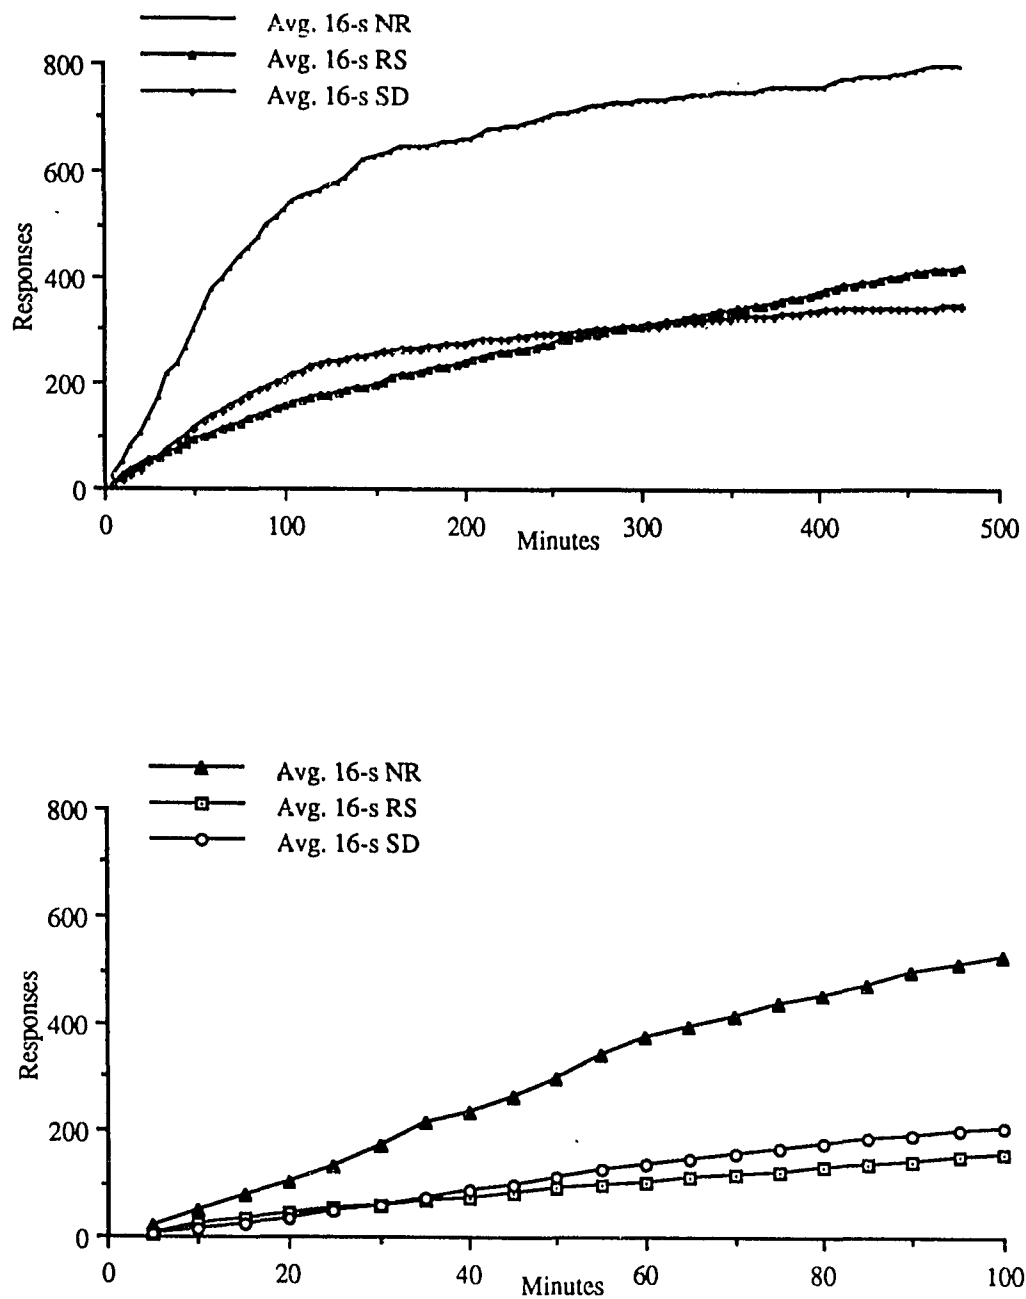 Avg. 16-s NR
Avg. 16-s RS
Avg. 16-s SD
800
600
400
200
0
Responses
0 100 200 300 400 500
Minutes
Avg. 16-s NR
Avg. 16-s RS
Avg. 16-s SD
800
600
400
200
0
Responses
0 20 40 60 80 100
Minutes